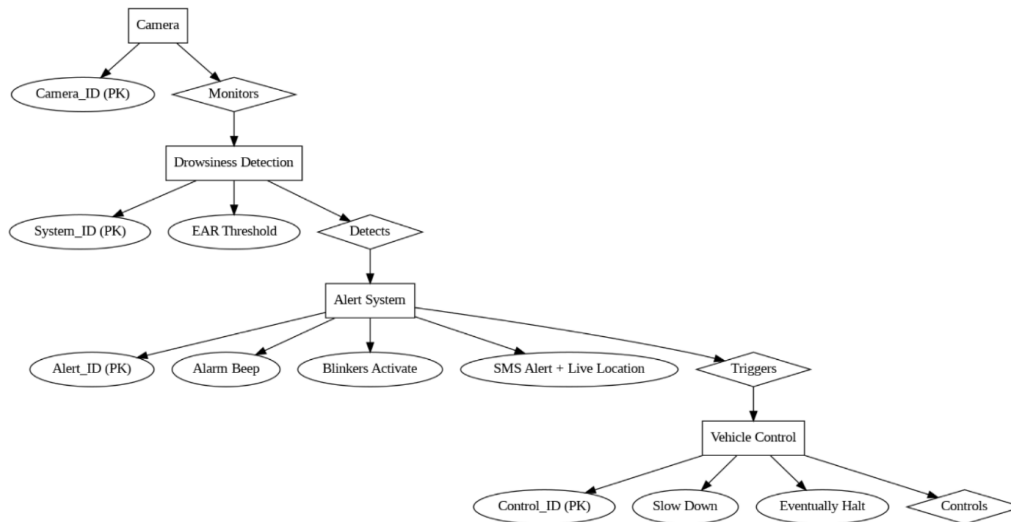 Camera
Camera_ID (PK)
Monitors
Drowsiness Detection
System_ID (PK)
EAR Threshold
Detects
Alert System
Alert_ID (PK)
Alarm Beep
Blinkers Activate
SMS Alert + Live Location
Triggers
Vehicle Control
Control_ID (PK)
Slow Down
Eventually Halt
Controls